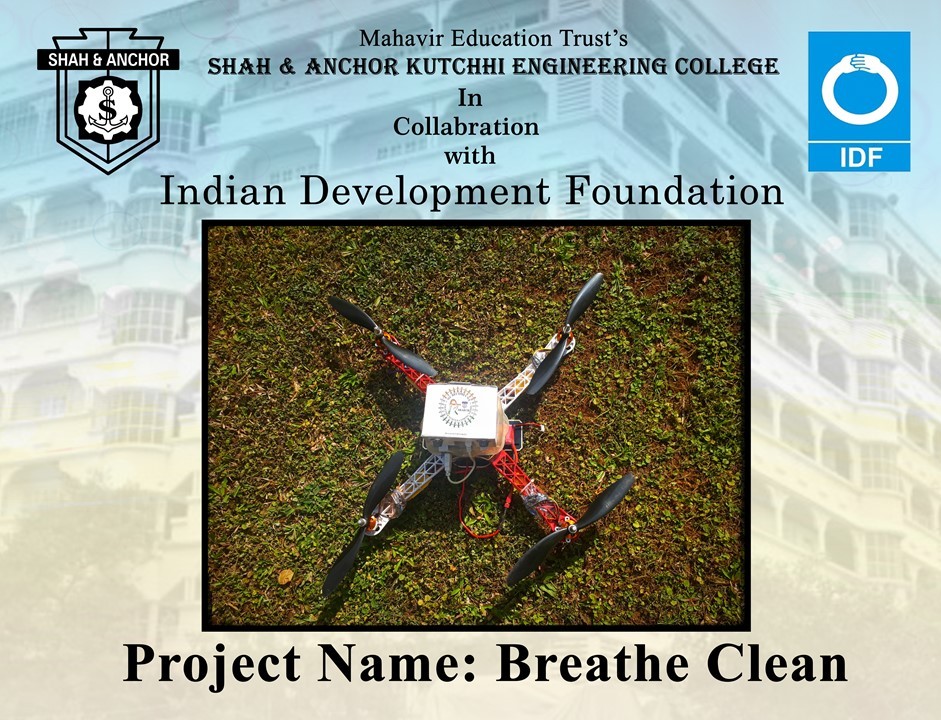 SHAH & ANCHOR
Mahavir Education Trust's
SHAH & ANCHOR KUTCHHI ENGINEERING COLLEGE
In
Collabration
with
Indian Development Foundation
IDF
Project Name: Breathe Clean